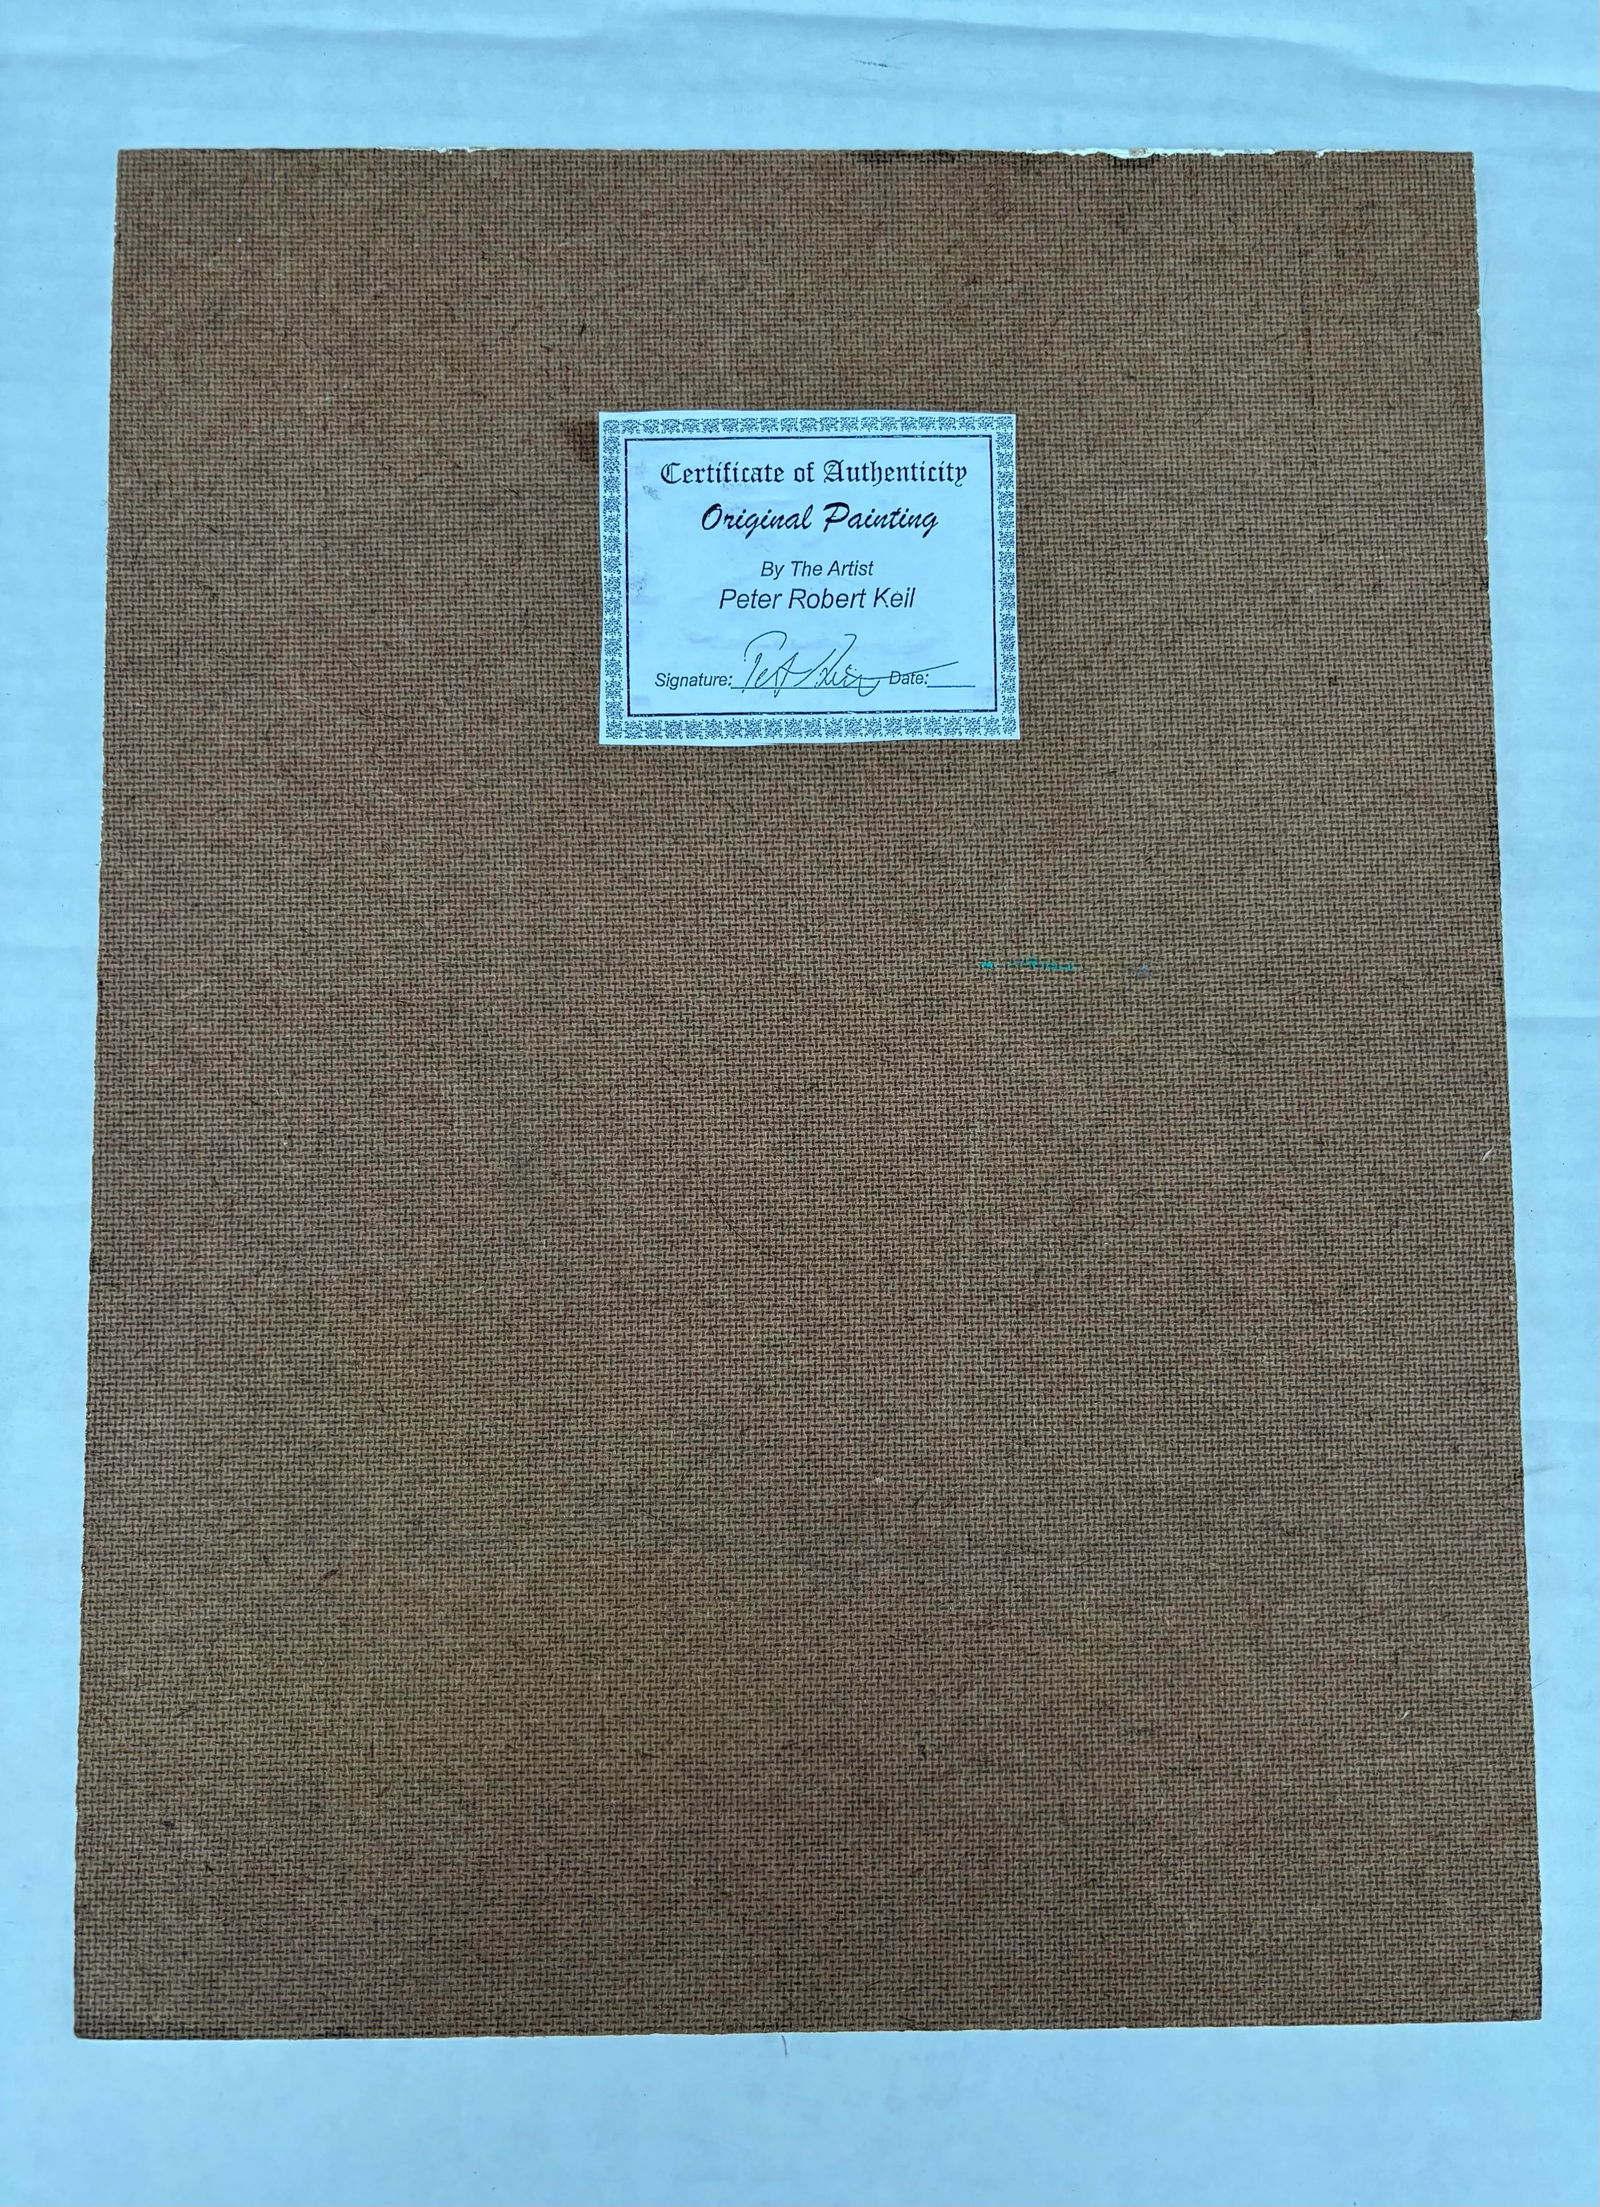 Certificate of Authenticity
Original Painting
By The Artist
Peter Robert Keil
Signature: Date: